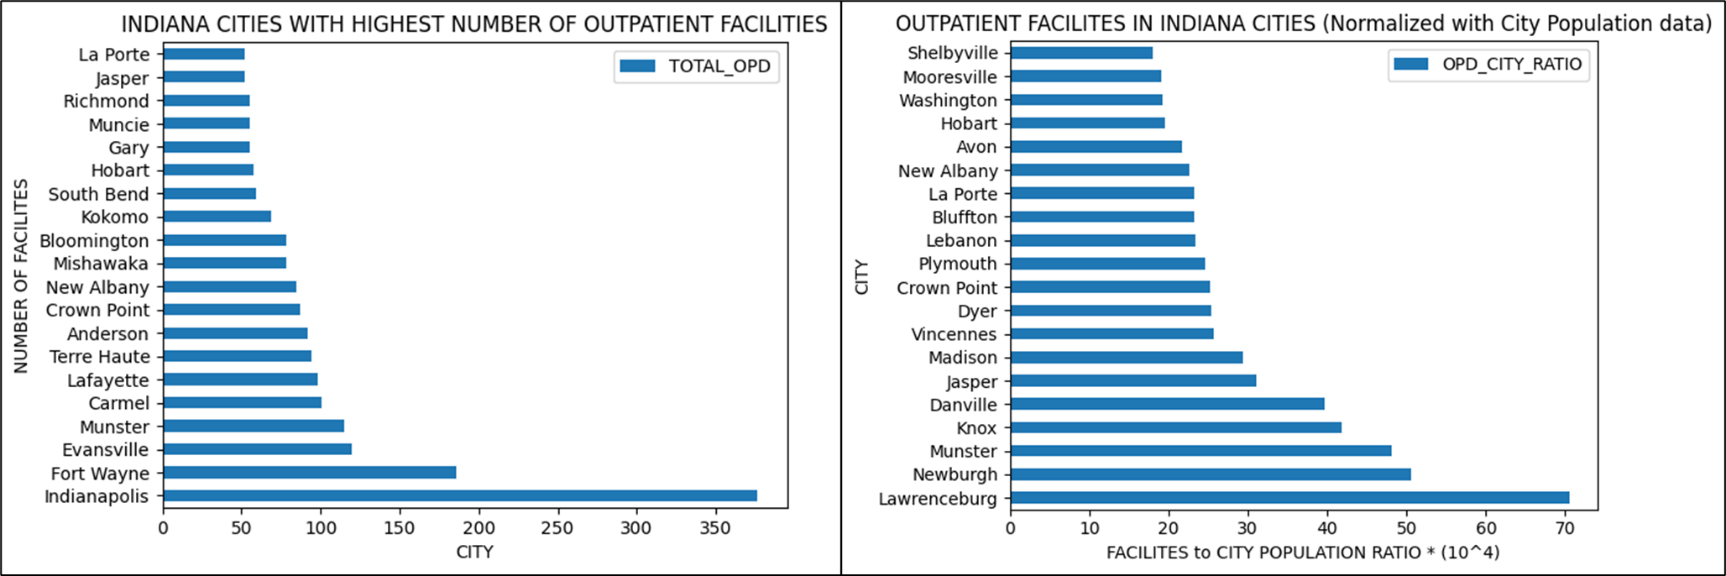 INDIANA CITIES WITH HIGHEST NUMBER OF OUTPATIENT FACILITIES
TOTAL_OPD
NUMBER OF FACILITES
La Porte
Jasper
Richmond
Muncie
Gary
Hobart
South Bend
Kokomo
Bloomington
Mishawaka
New Albany
Crown Point
Anderson
Terre Haute
Lafayette
Carmel
Munster
Evansville
Fort Wayne
Indianapolis
0 50 100 150 200 250 300 350
CITY
OUTPATIENT FACILITES IN INDIANA CITIES (Normalized with City Population data)
OPD_CITY_RATIO
CITY
Shelbyville
Mooresville
Washington
Hobart
Avon
New Albany
La Porte
Bluffton
Lebanon
Plymouth
Crown Point
Dyer
Vincennes
Madison
Jasper
Danville
Knox
Munster
Newburgh
Lawrenceburg
0 10 20 30 40 50 60 70
FACILITES to CITY POPULATION RATIO * (10^4)